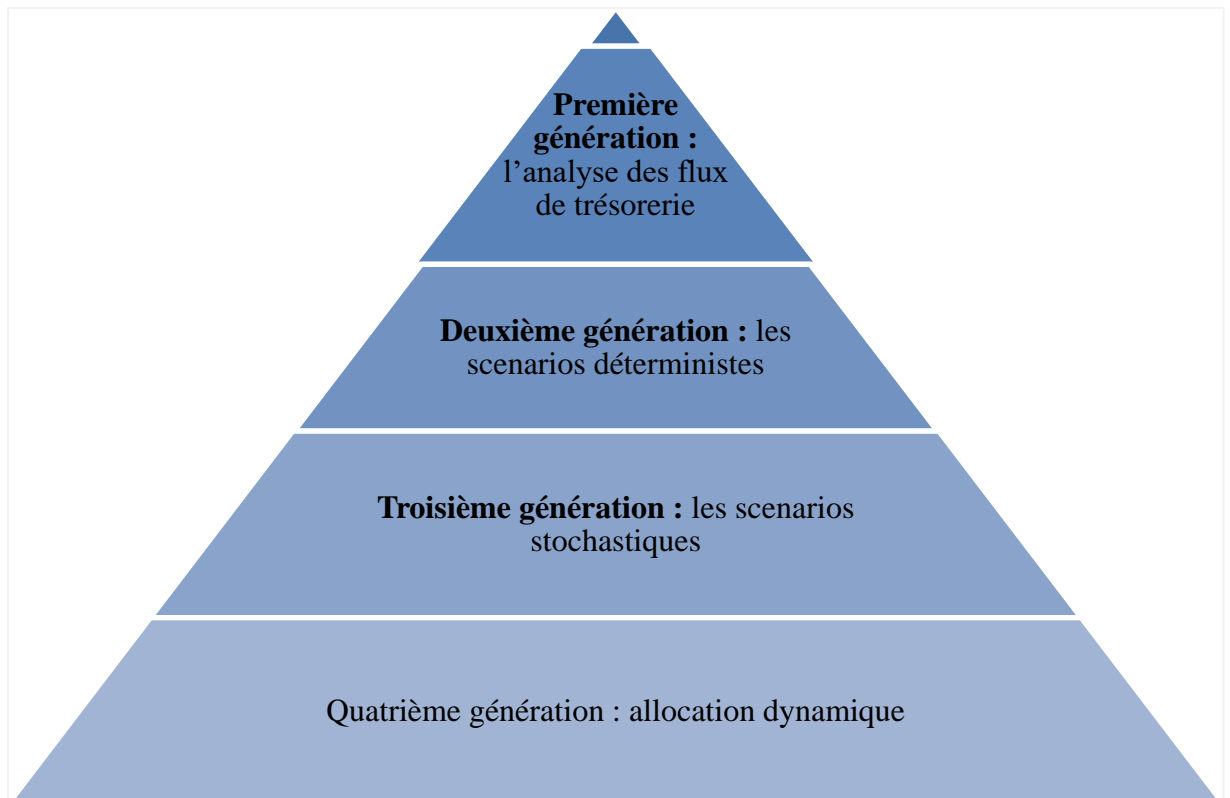 Première
génération :
l’analyse des flux
de trésorerie
Deuxième génération : les
scenarios déterministes
Troisième génération : les scenarios
stochastiques
Quatrième génération : allocation dynamique